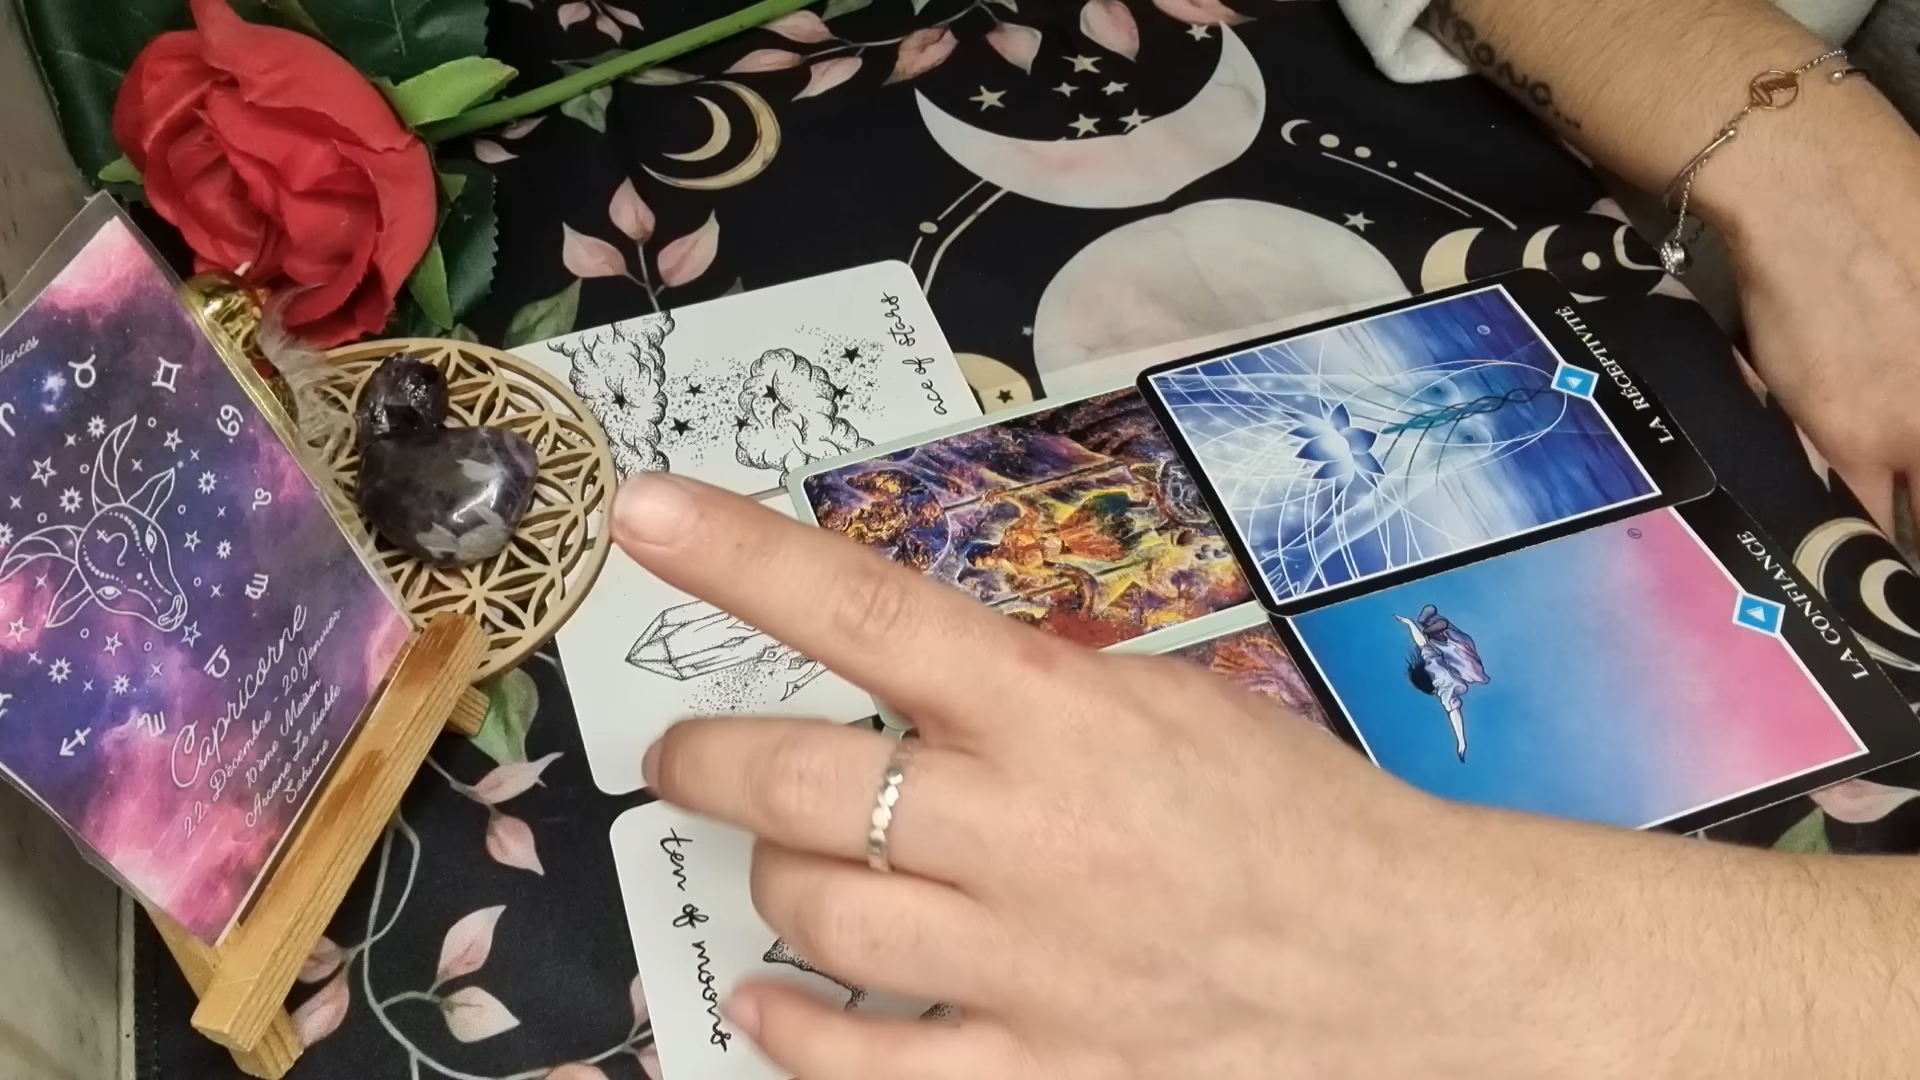 Capricorne
22 Décembre - 20 Janvier
10ème Maison
Arcane Le diable
Saturne
ace of stars
ten of moons
LA RÉCEPTIVITÉ
LA CONFIANCE